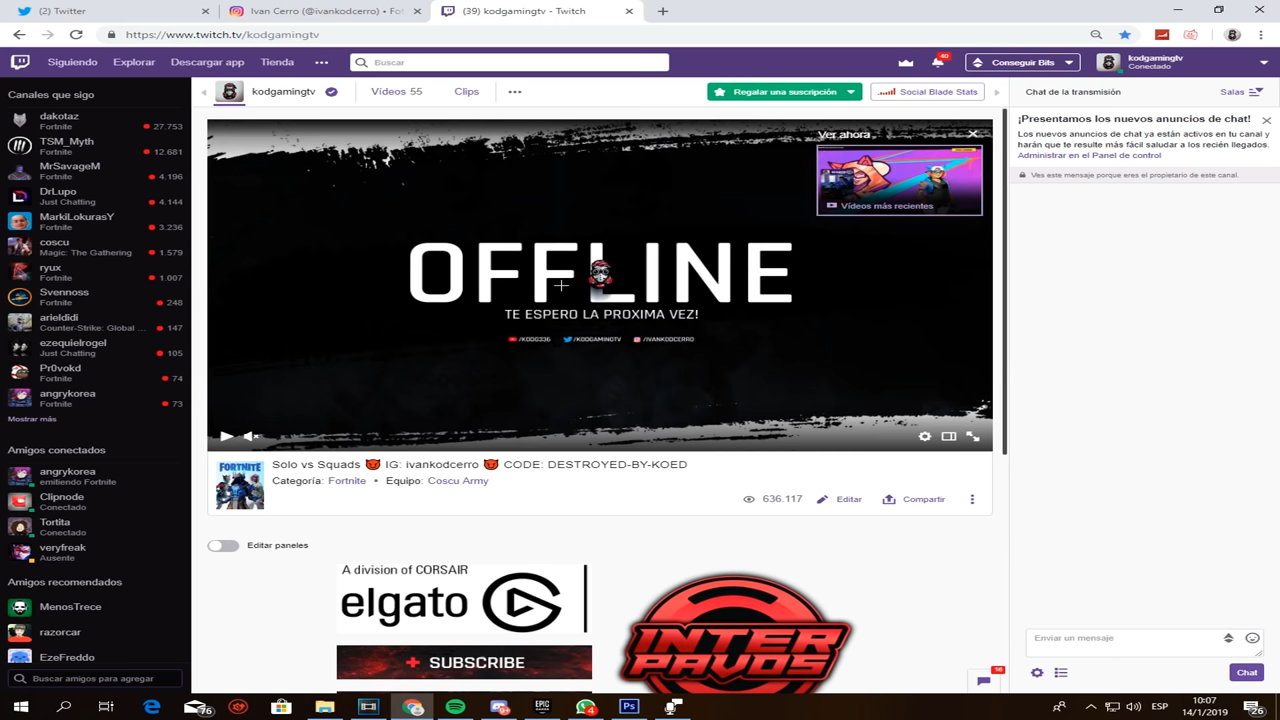 (2) Twitter
Ivan Cerro (@ivankodcerro) • Fot
(39) kodgamingtv - Twitch
https://www.twitch.tv/kodgamingtv
Siguiendo
Explorar
Descargar app
Tienda
Buscar
40
Conseguir Bits
kodgamingtv
Conectado
Canales que sigo
dakotaz
Fortnite
27.753
TSM_Myth
Fortnite
12.681
MrSavageM
Fortnite
4.196
DrLupo
Just Chatting
4.144
MarkiLokurasY
Fortnite
3.236
coscu
Magic: The Gathering
1.579
ryux
Fortnite
1.007
Svennoss
Fortnite
248
arieldidi
Counter-Strike: Global ...
147
ezequielrogel
Just Chatting
105
Pr0vokd
Fortnite
74
angrykorea
Fortnite
73
Mostrar más
Amigos conectados
angrykorea
emitiendo Fortnite
Clipnode
Conectado
Tortita
Conectado
veryfreak
Ausente
Amigos recomendados
MenosTrece
razorcar
EzeFreddo
Buscar amigos para agregar
kodgamingtv
Vídeos 55
Clips
Regalar una suscripción
Social Blade Stats
Ver ahora
Vídeos más recientes
OFFLINE
TE ESPERO LA PROXIMA VEZ!
/KODG336
/KODGAMINGTV
/IVANKODCERRO
FORTNITE
Solo vs Squads 👿 IG: ivankodcerro 👿 CODE: DESTROYED-BY-KOED
Categoría: Fortnite • Equipo: Coscu Army
636.117
Editar
Compartir
Editar paneles
A division of CORSAIR
elgato
+ SUBSCRIBE
INTER
PAVOS
Chat de la transmisión
Salas
¡Presentamos los nuevos anuncios de chat!
Los nuevos anuncios de chat ya están activos en tu canal y
harán que te resulte más fácil saludar a los recién llegados.
Administrar en el Panel de control
Ves este mensaje porque eres el propietario de este canal.
Enviar un mensaje
Chat
16
76
EPIC
4
Ps
ESP
10:07
14/1/2019
26